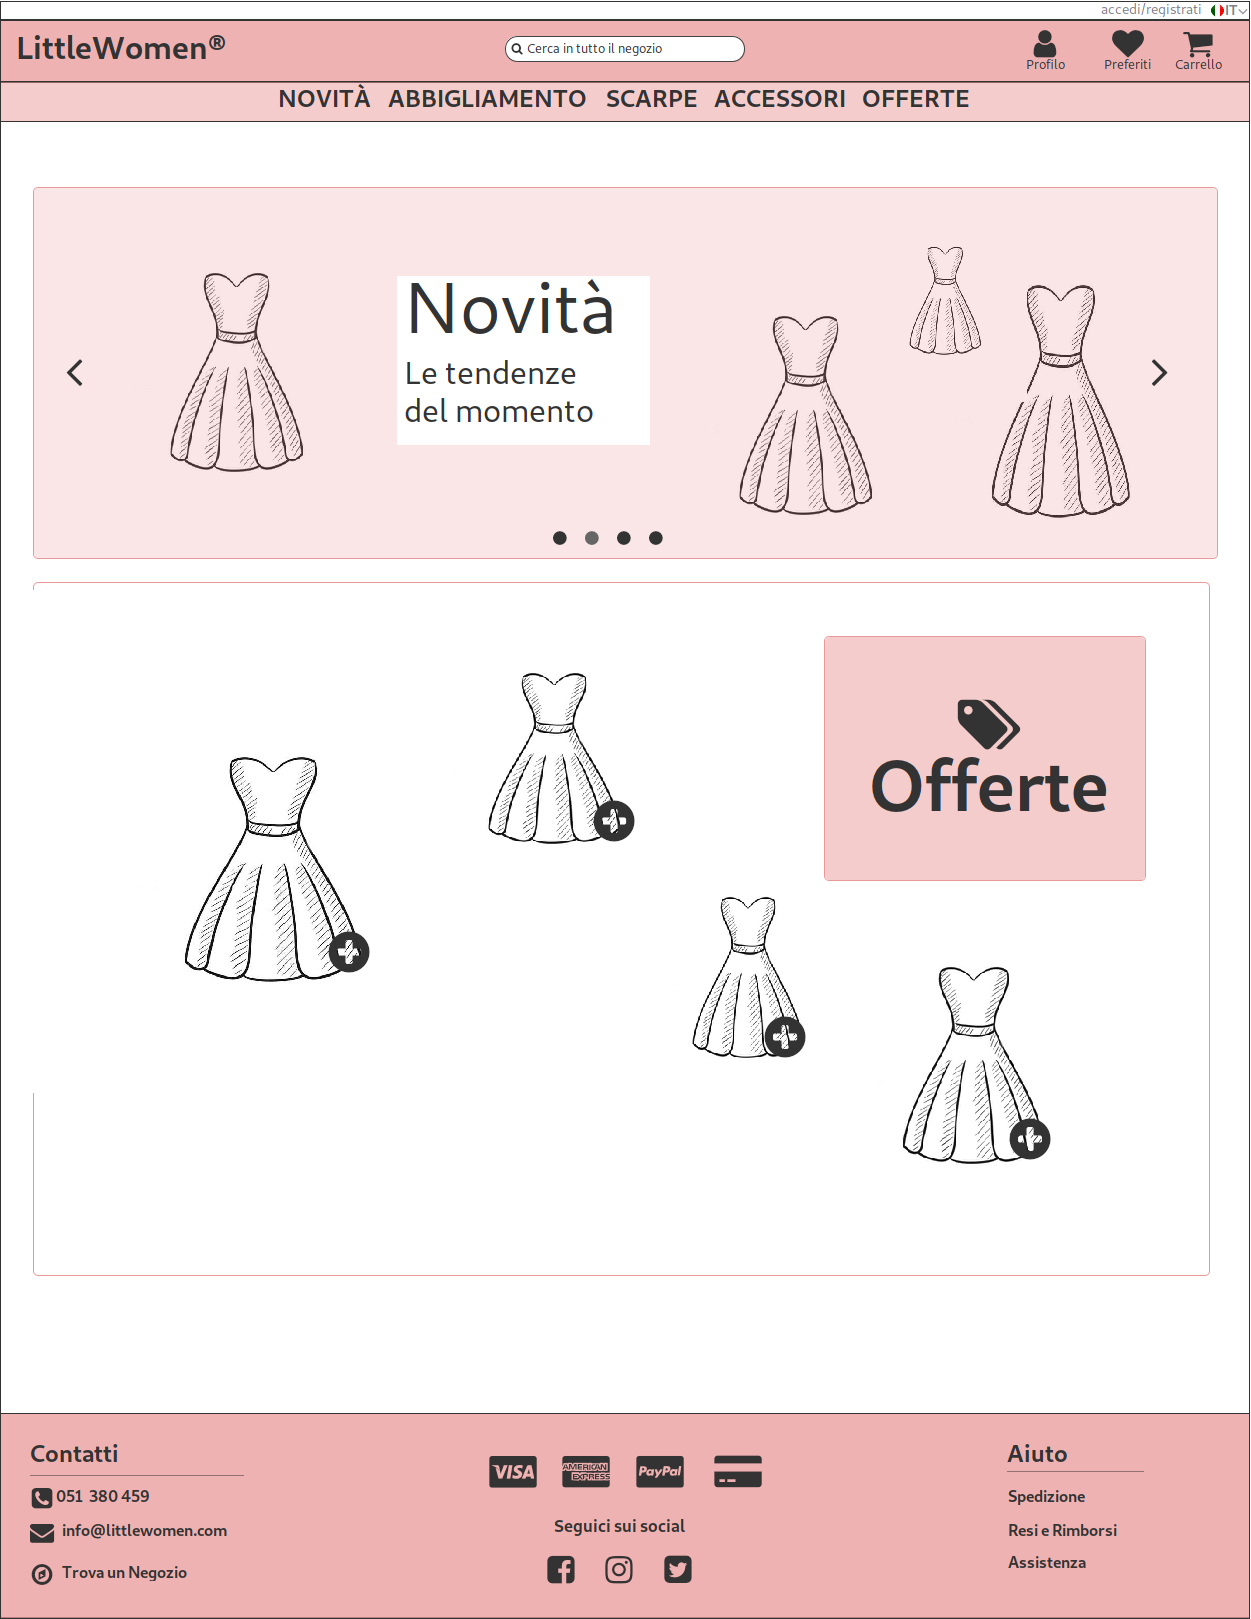 accedi/registrati IT
LittleWomen®
Cerca in tutto il negozio
Profilo Preferiti Carrello
NOVITÀ ABBIGLIAMENTO SCARPE ACCESSORI OFFERTE
Novità
Le tendenze
del momento
Offerte
Contatti
051 380 459
info@littlewomen.com
Trova un Negozio
VISA AMERICAN EXPRESS PayPal
Seguici sui social
Aiuto
Spedizione
Resi e Rimborsi
Assistenza